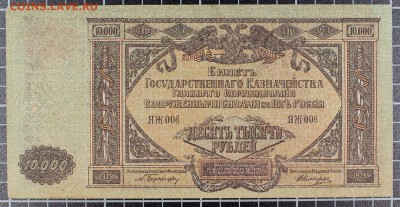 COINS.LAVE.RU
10.000 10.000
БИЛЕТЪ
ГОСУДАРСТВЕННАГО КАЗНАЧЕЙСТВА
ГЛАВНАГО КОМАНДОВАНІЯ
ВООРУЖЕННЫМИ СИЛАМИ НА ЮГѢ РОССІИ
ЯЖ 006 ЯЖ 006
ДЕСЯТЬ ТЫСЯЧЪ
РУБЛЕЙ
10.000
1919 1919